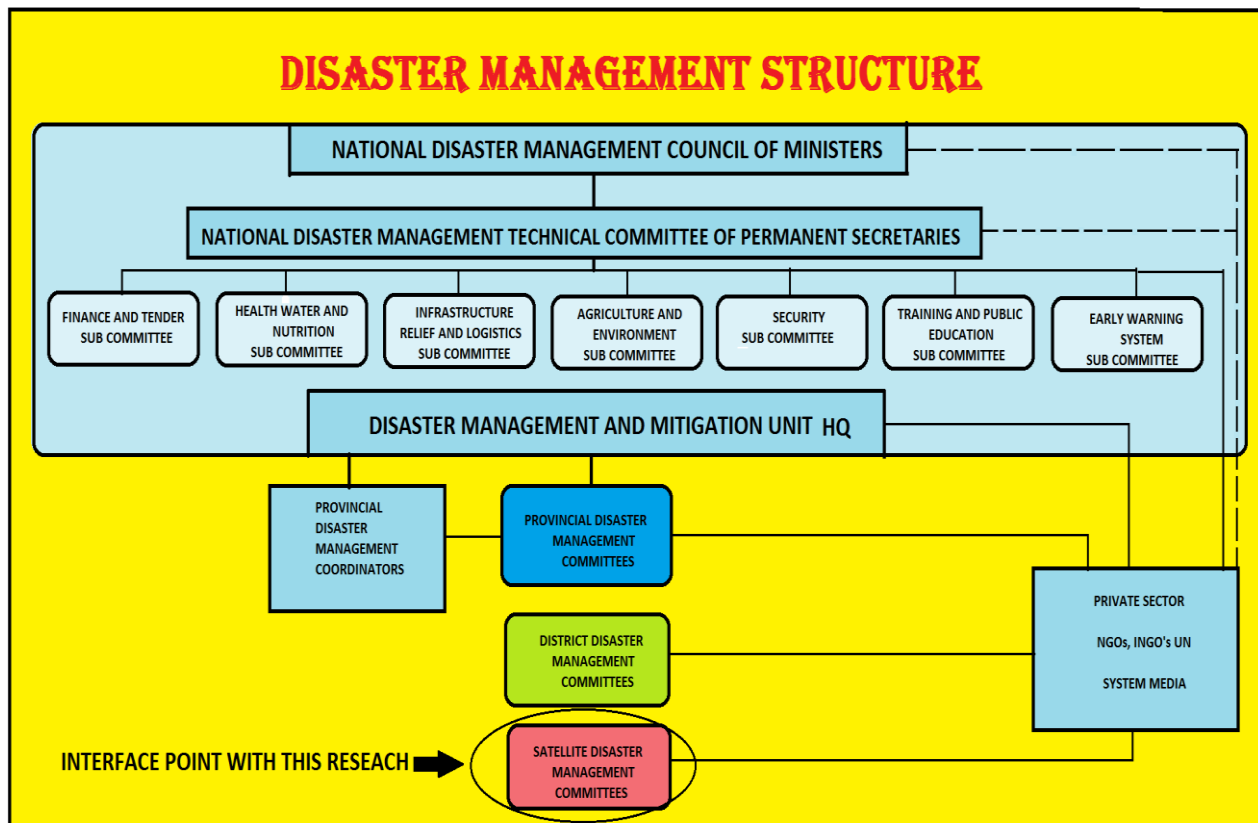 DISASTER MANAGEMENT STRUCTURE
NATIONAL DISASTER MANAGEMENT COUNCIL OF MINISTERS
NATIONAL DISASTER MANAGEMENT TECHNICAL COMMITTEE OF PERMANENT SECRETARIES
FINANCE AND TENDER
SUB COMMITTEE
HEALTH WATER AND
NUTRITION
SUB COMMITTEE
INFRASTRUCTURE
RELIEF AND LOGISTICS
SUB COMMITTEE
AGRICULTURE AND
ENVIRONMENT
SUB COMMITTEE
SECURITY
SUB COMMITTEE
TRAINING AND PUBLIC
EDUCATION
SUB COMMITTEE
EARLY WARNING
SYSTEM
SUB COMMITTEE
DISASTER MANAGEMENT AND MITIGATION UNIT HQ
PROVINCIAL
DISASTER
MANAGEMENT
COORDINATORS
PROVINCIAL DISASTER
MANAGEMENT
COMMITTEES
PRIVATE SECTOR
NGOs, INGO's UN
SYSTEM MEDIA
DISTRICT DISASTER
MANAGEMENT
COMMITTEES
INTERFACE POINT WITH THIS RESEACH
SATELLITE DISASTER
MANAGEMENT
COMMITTEES